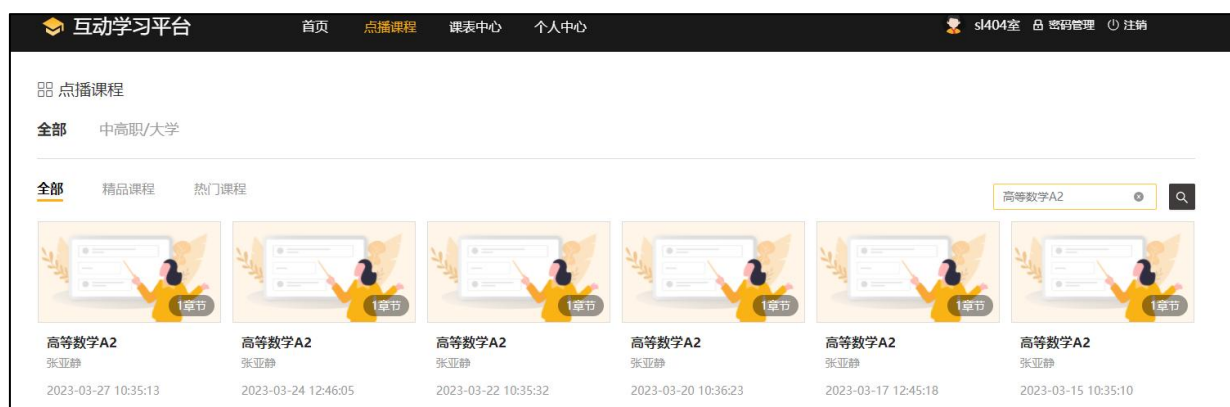 互动学习平台 首页 点播课程 课表中心 个人中心 sl404室 密码管理 注销
点播课程
全部 中高职/大学
全部 精品课程 热门课程 高等数学A2
1章节 1章节 1章节 1章节 1章节 1章节
高等数学A2 高等数学A2 高等数学A2 高等数学A2 高等数学A2 高等数学A2
张亚静 张亚静 张亚静 张亚静 张亚静 张亚静
2023-03-27 10:35:13 2023-03-24 12:46:05 2023-03-22 10:35:32 2023-03-20 10:36:23 2023-03-17 12:45:18 2023-03-15 10:35:10